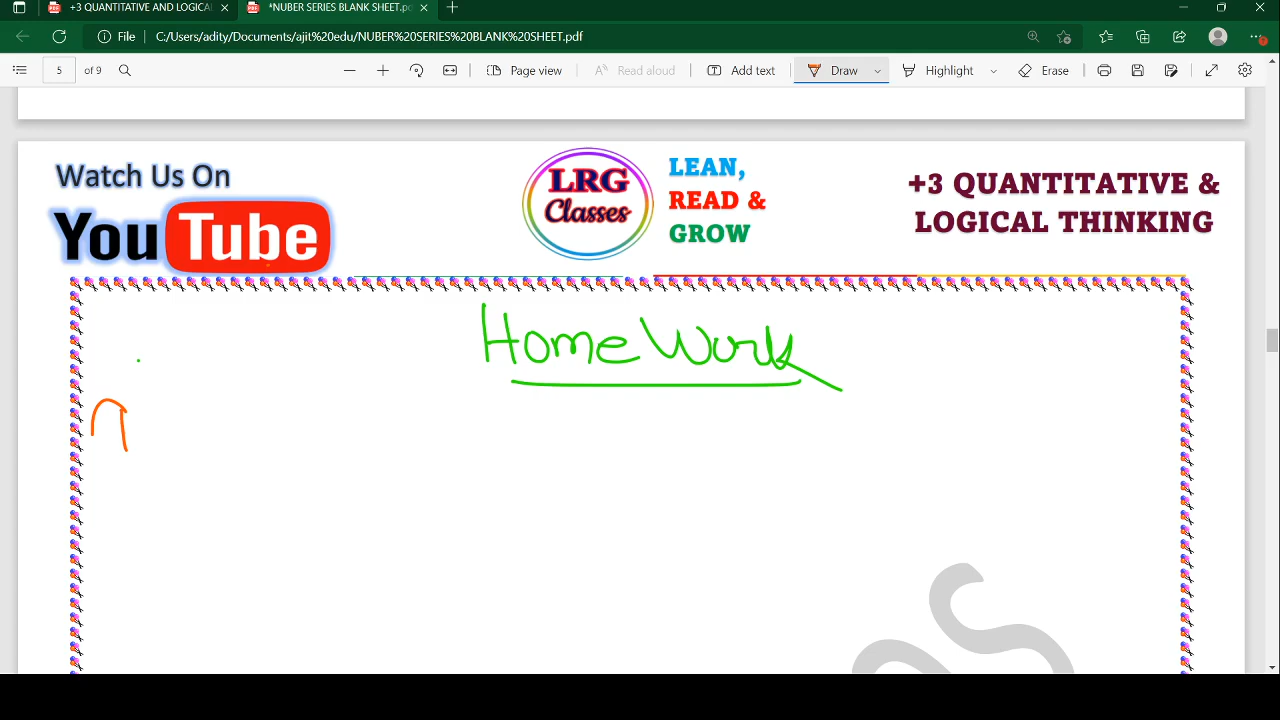 +3 QUANTITATIVE AND LOGICAL
*NUBER SERIES BLANK SHEET.pd
File C:/Users/adity/Documents/ajit%20edu/NUBER%20SERIES%20BLANK%20SHEET.pdf
5 of 9 Page view Read aloud Add text Draw Highlight Erase
Watch Us On
YouTube
LRG
Classes
LEAN,
READ &
GROW
+3 QUANTITATIVE &
LOGICAL THINKING
Home Work